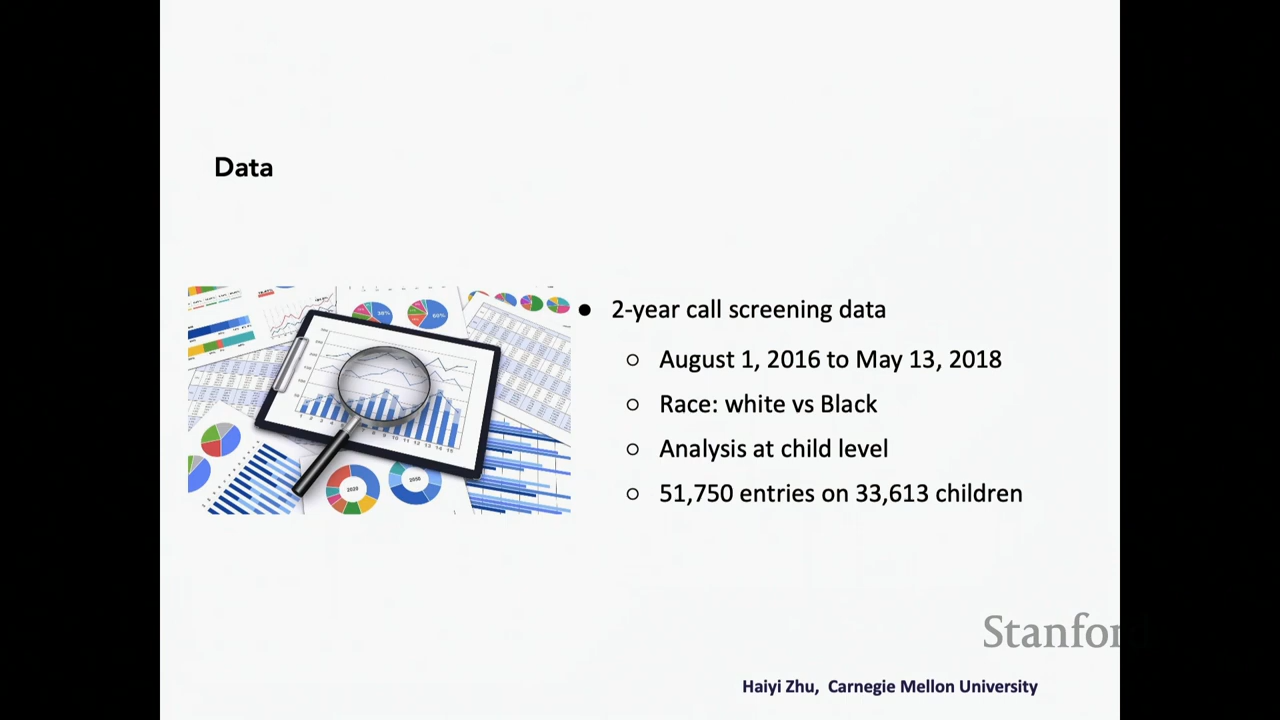 Data
● 2-year call screening data
○ August 1, 2016 to May 13, 2018
○ Race: white vs Black
○ Analysis at child level
○ 51,750 entries on 33,613 children
Stanfor
Haiyi Zhu, Carnegie Mellon University